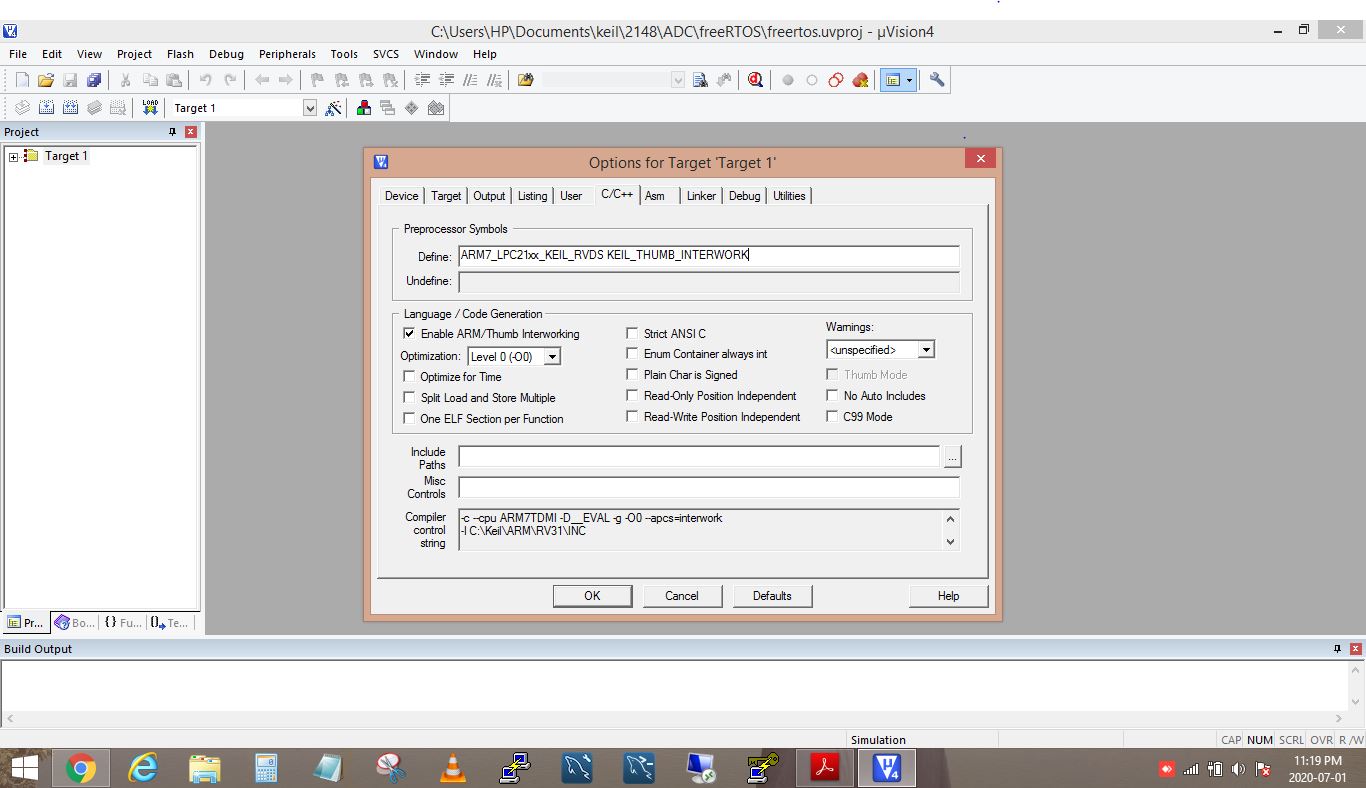 C:\Users\HP\Documents\keil\2148\ADC\freeRTOS\freertos.uvproj - µVision4
File Edit View Project Flash Debug Peripherals Tools SVCS Window Help
LOAD Target 1
Project
Target 1
Options for Target 'Target 1'
Device Target Output Listing User C/C++ Asm Linker Debug Utilities
Preprocessor Symbols
Define: ARM7_LPC21xx_KEIL_RVDS KEIL_THUMB_INTERWORK
Undefine:
Language / Code Generation
Enable ARM/Thumb Interworking
Optimization: Level 0 (-O0)
Optimize for Time
Split Load and Store Multiple
One ELF Section per Function
Strict ANSI C
Enum Container always int
Plain Char is Signed
Read-Only Position Independent
Read-Write Position Independent
Warnings:
<unspecified>
Thumb Mode
No Auto Includes
C99 Mode
Include
Paths
...
Misc
Controls
Compiler
control
string
-c --cpu ARM7TDMI -D__EVAL -g -O0 --apcs=interwork
-I C:\Keil\ARM\RV31\INC
OK Cancel Defaults Help
Pr... Bo... {} Fu... Te...
Build Output
Simulation
CAP NUM SCRL OVR R/W
11:19 PM
2020-07-01